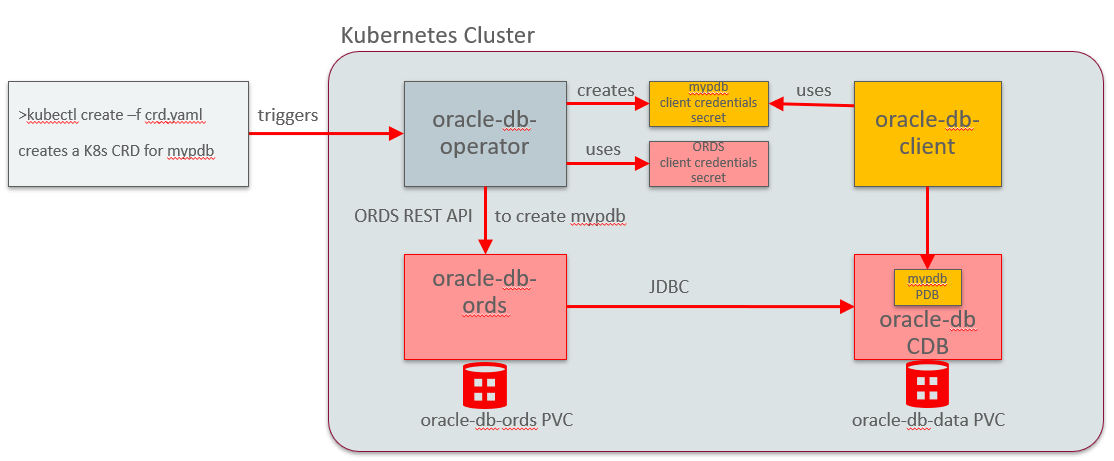 Kubernetes Cluster
>kubectl create –f crd.yaml
creates a K8s CRD for mypdb
triggers
oracle-db-
operator
creates
mypdb
client credentials
secret
uses
oracle-db-
client
uses
ORDS
client credentials
secret
ORDS REST API
to create mypdb
oracle-db-
ords
JDBC
mypdb
PDB
oracle-db
CDB
oracle-db-ords PVC
oracle-db-data PVC